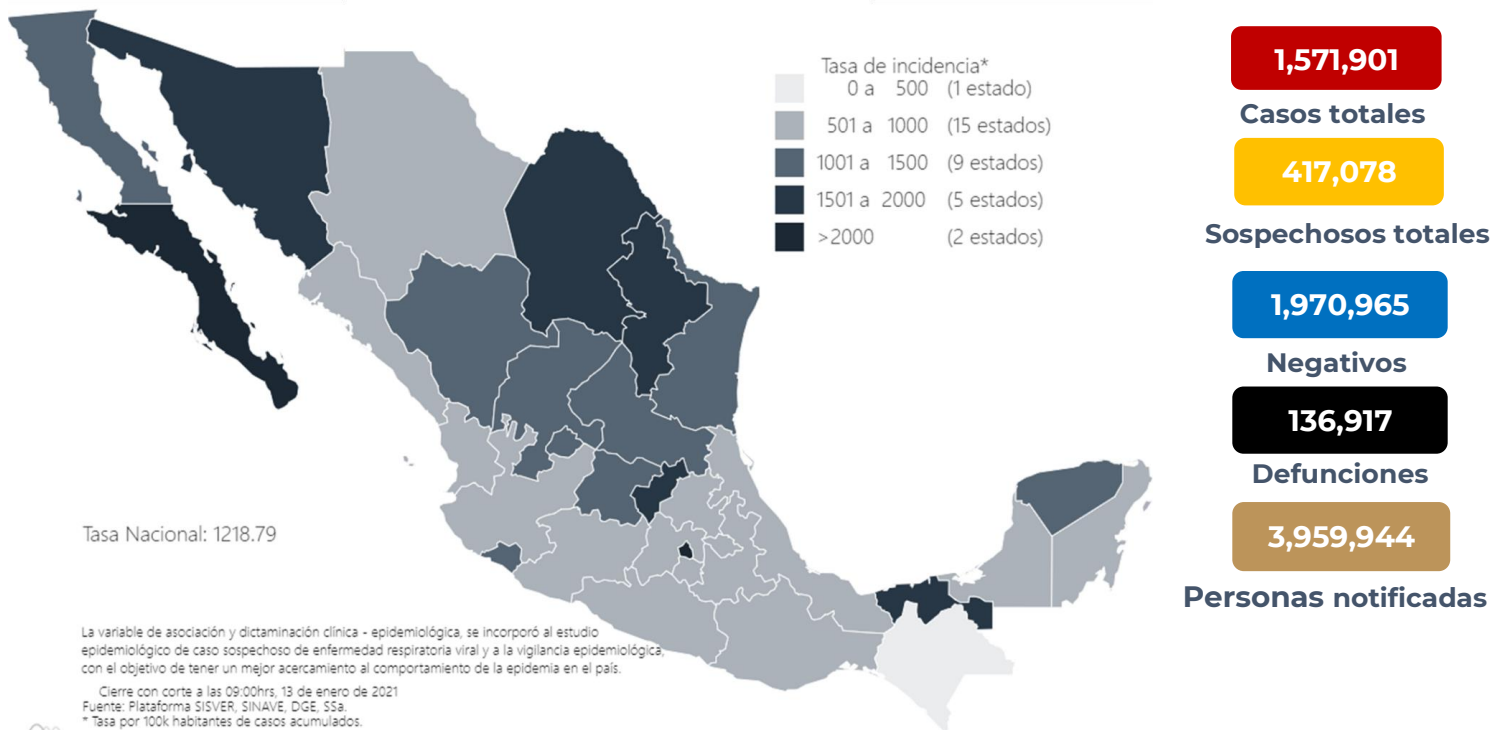 Tasa de incidencia*
0 a 500 (1 estado)
501 a 1000 (15 estados)
1001 a 1500 (9 estados)
1501 a 2000 (5 estados)
>2000 (2 estados)
Tasa Nacional: 1218.79
La variable de asociación y dictaminación clínica - epidemiológica, se incorporó al estudio
epidemiológico de caso sospechoso de enfermedad respiratoria viral y a la vigilancia epidemiológica,
con el objetivo de tener un mejor acercamiento al comportamiento de la epidemia en el país.
Cierre con corte a las 09:00hrs, 13 de enero de 2021
Fuente: Plataforma SISVER, SINAVE, DGE, SSa.
* Tasa por 100k habitantes de casos acumulados.
1,571,901
Casos totales
417,078
Sospechosos totales
1,970,965
Negativos
136,917
Defunciones
3,959,944
Personas notificadas